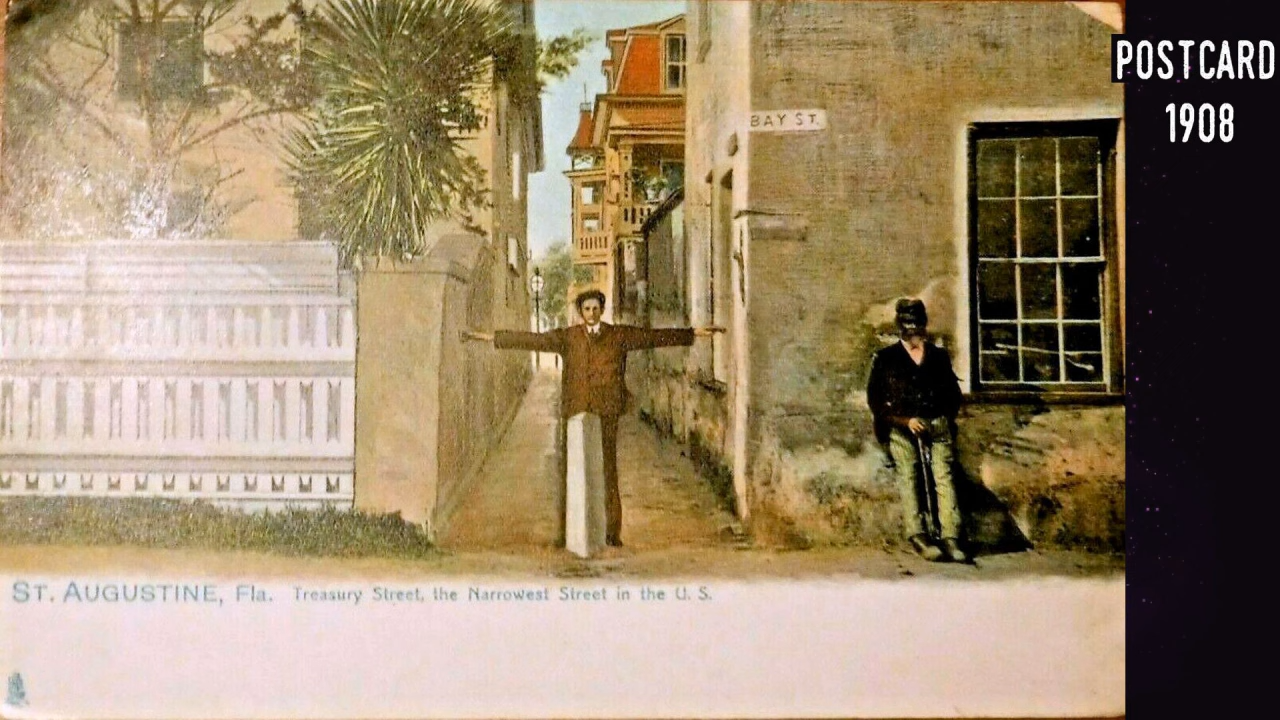 POSTCARD
1908
BAY ST.
ST. AUGUSTINE, Fla. Treasury Street, the Narrowest Street in the U. S.